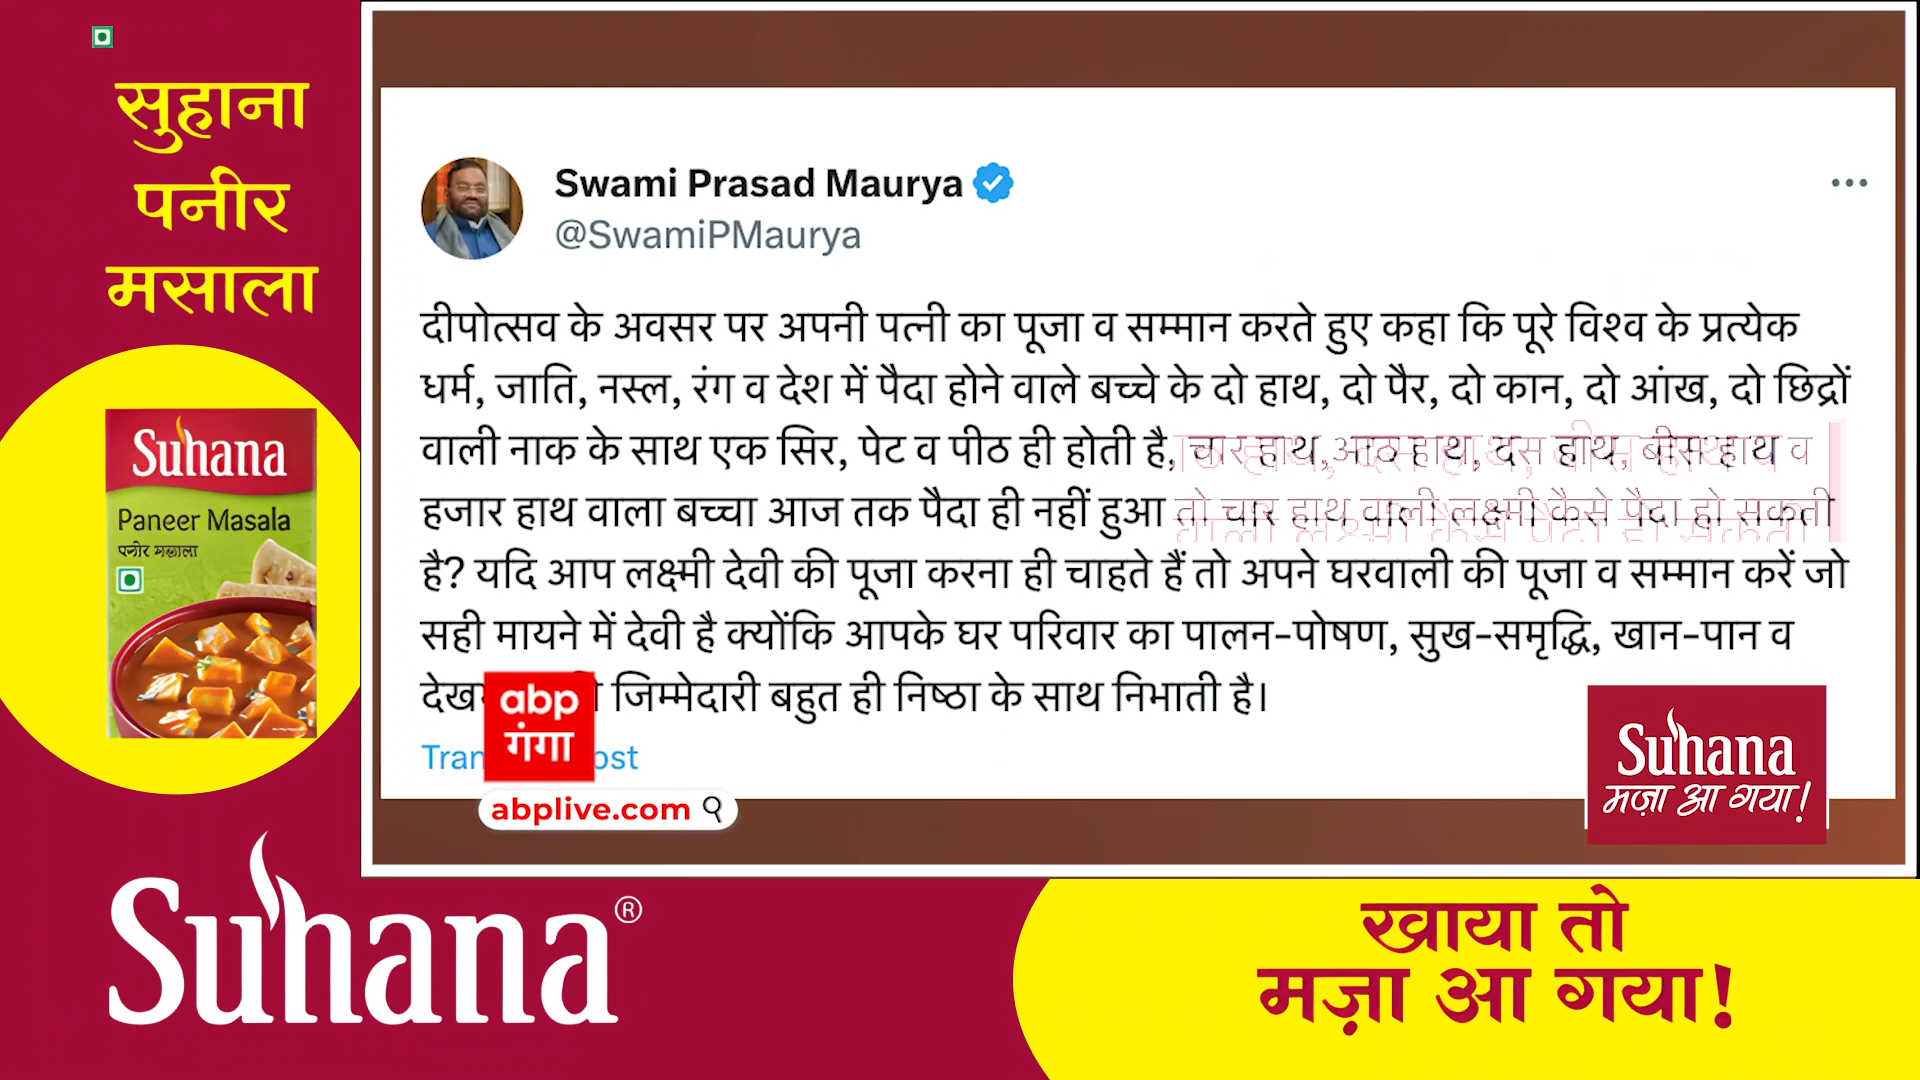 सुहाना
पनीर
मसाला
Suhana
Paneer Masala
पनीर मसाला
Suhana®
Swami Prasad Maurya
@SwamiPMaurya
दीपोत्सव के अवसर पर अपनी पत्नी का पूजा व सम्मान करते हुए कहा कि पूरे विश्व के प्रत्येक
धर्म, जाति, नस्ल, रंग व देश में पैदा होने वाले बच्चे के दो हाथ, दो पैर, दो कान, दो आंख, दो छिद्रों
वाली नाक के साथ एक सिर, पेट व पीठ ही होती है, चार हाथ,आठ हाथ, दस हाथ, बीस हाथ व
हजार हाथ वाला बच्चा आज तक पैदा ही नहीं हुआ तो चार हाथ वाली लक्ष्मी कैसे पैदा हो सकती
है? यदि आप लक्ष्मी देवी की पूजा करना ही चाहते हैं तो अपने घरवाली की पूजा व सम्मान करें जो
सही मायने में देवी है क्योंकि आपके घर परिवार का पालन-पोषण, सुख-समृद्धि, खान-पान व
जिम्मेदारी बहुत ही निष्ठा के साथ निभाती है।
abp
गंगा
abplive.com
Suhana
मज़ा आ गया!
खाया तो
मज़ा आ गया!